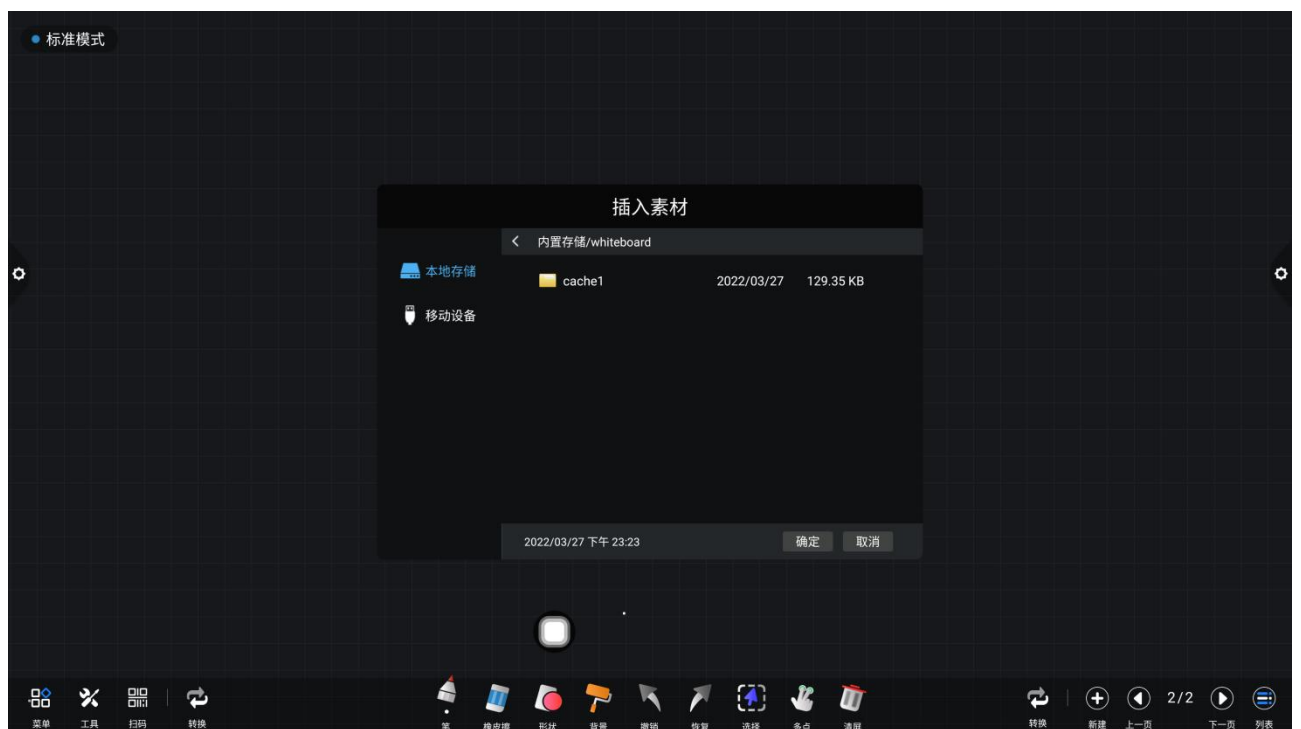 标准模式
插入素材
内置存储/whiteboard
本地存储
cache1 2022/03/27 129.35 KB
移动设备
2022/03/27 下午 23:23 确定 取消
2/2
菜单 工具 扫码 转换 笔 橡皮擦 形状 背景 撤销 恢复 选择 多点 清屏 转换 新建 上一页 下一页 列表